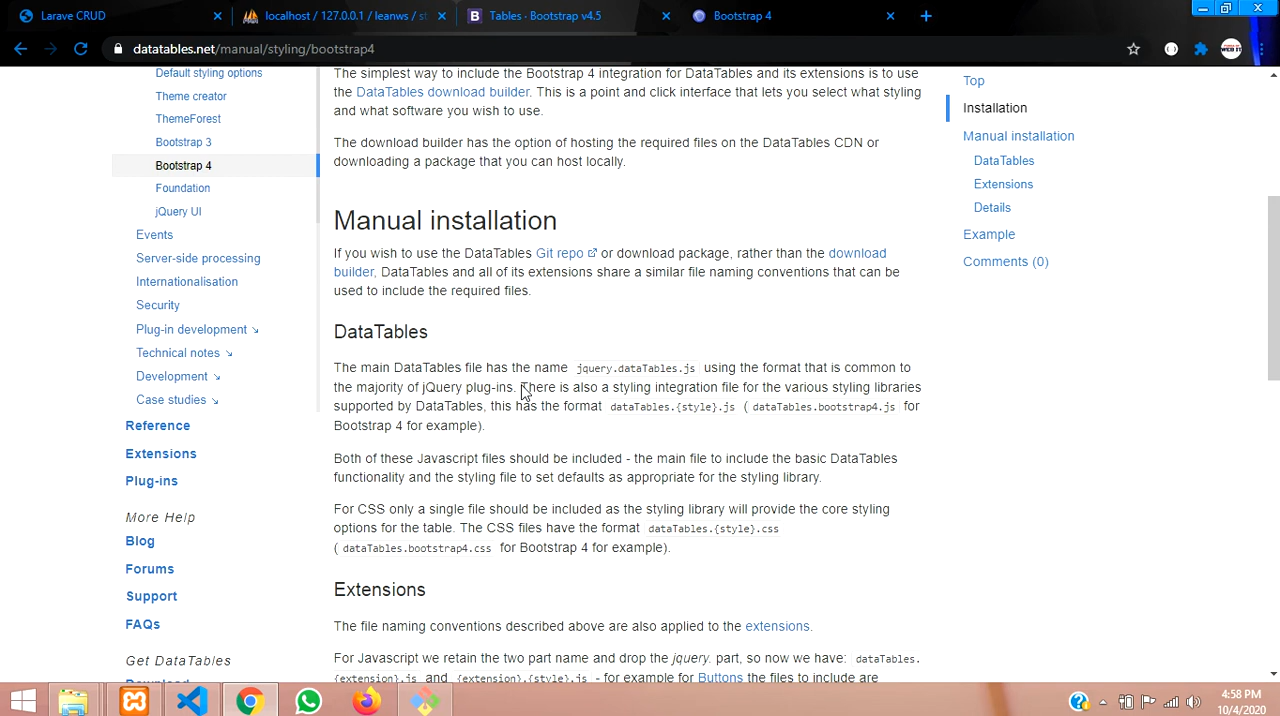 Larave CRUD
localhost / 127.0.0.1 / leanws / st
Tables · Bootstrap v4.5
Bootstrap 4
datatables.net/manual/styling/bootstrap4
Default styling options
Theme creator
ThemeForest
Bootstrap 3
Bootstrap 4
Foundation
jQuery UI
Events
Server-side processing
Internationalisation
Security
Plug-in development ↘
Technical notes ↘
Development ↘
Case studies ↘
Reference
Extensions
Plug-ins
More Help
Blog
Forums
Support
FAQs
Get DataTables
The simplest way to include the Bootstrap 4 integration for DataTables and its extensions is to use
the DataTables download builder. This is a point and click interface that lets you select what styling
and what software you wish to use.
The download builder has the option of hosting the required files on the DataTables CDN or
downloading a package that you can host locally.
Manual installation
If you wish to use the DataTables Git repo or download package, rather than the download
builder, DataTables and all of its extensions share a similar file naming conventions that can be
used to include the required files.
DataTables
The main DataTables file has the name jquery.dataTables.js using the format that is common to
the majority of jQuery plug-ins. There is also a styling integration file for the various styling libraries
supported by DataTables, this has the format dataTables.{style}.js ( dataTables.bootstrap4.js for
Bootstrap 4 for example).
Both of these Javascript files should be included - the main file to include the basic DataTables
functionality and the styling file to set defaults as appropriate for the styling library.
For CSS only a single file should be included as the styling library will provide the core styling
options for the table. The CSS files have the format dataTables.{style}.css
( dataTables.bootstrap4.css for Bootstrap 4 for example).
Extensions
The file naming conventions described above are also applied to the extensions.
For Javascript we retain the two part name and drop the jquery. part, so now we have: dataTables.
{extension}.js and {extension}.{style}.js - for example for Buttons the files to include are
Top
Installation
Manual installation
DataTables
Extensions
Details
Example
Comments (0)
4:58 PM
10/4/2020